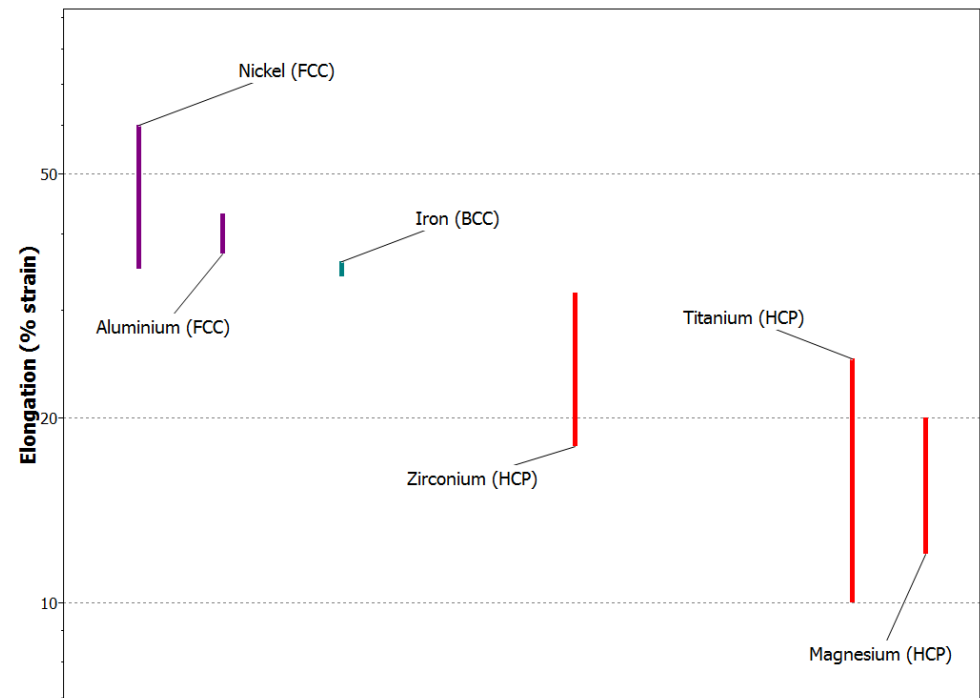 Nickel (FCC)
50
Iron (BCC)
Elongation (% strain)
Aluminium (FCC)
Titanium (HCP)
20
Zirconium (HCP)
10
Magnesium (HCP)